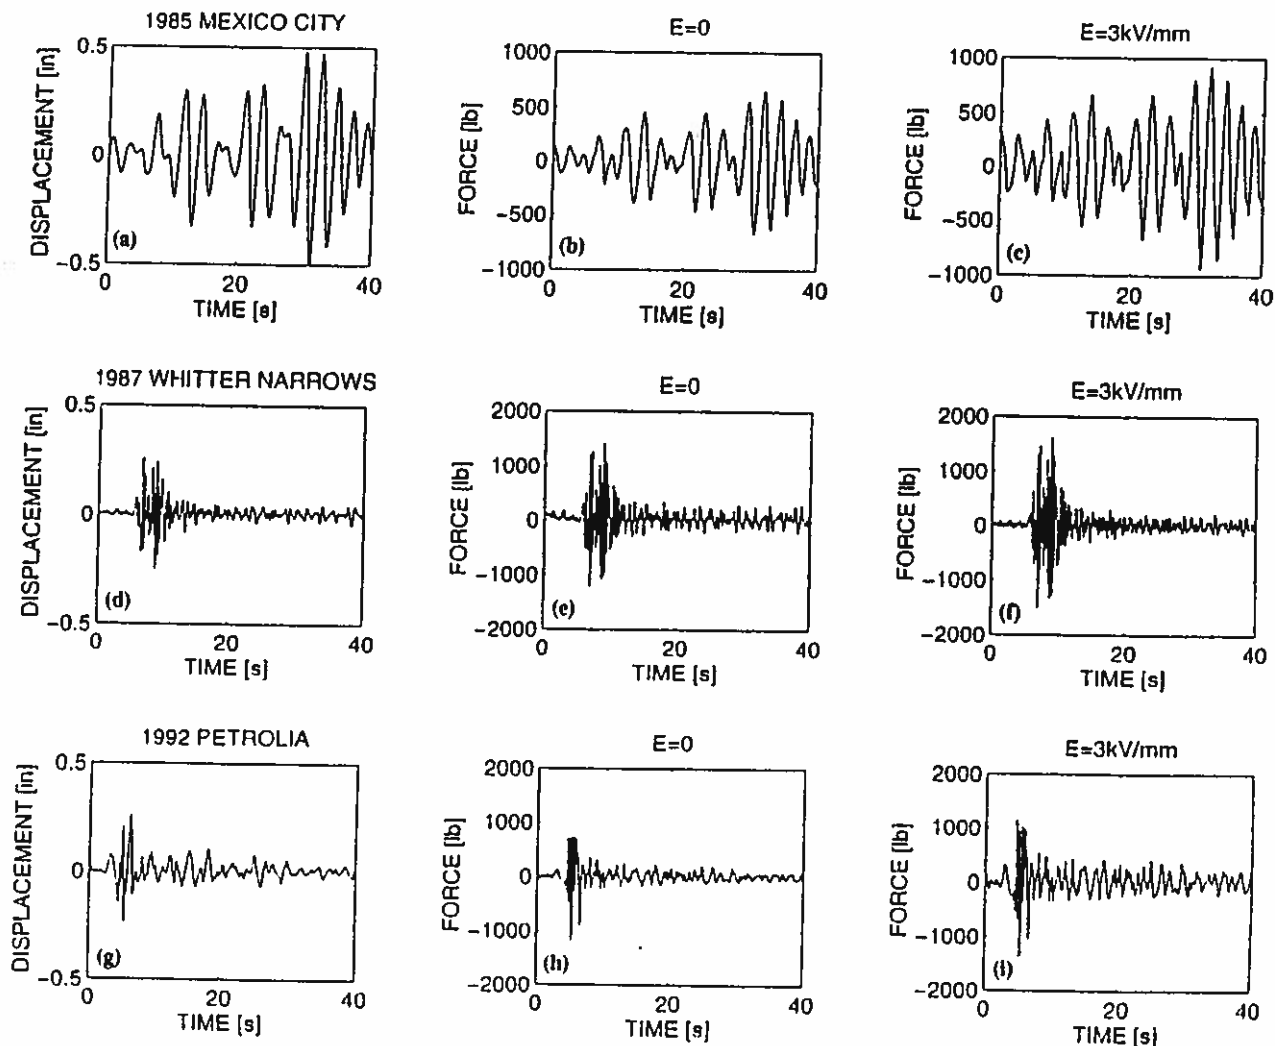 1985 MEXICO CITY
DISPLACEMENT [in]
0.5
0
-0.5
(a)
0 20 40
TIME [s]
E=0
FORCE [lb]
1000
500
0
-500
-1000
(b)
0 20 40
TIME [s]
E=3kV/mm
FORCE [lb]
1000
500
0
-500
-1000
(c)
0 20 40
TIME [s]
1987 WHITTER NARROWS
DISPLACEMENT [in]
0.5
0
-0.5
(d)
0 20 40
TIME [s]
E=0
FORCE [lb]
2000
1000
0
-1000
-2000
(e)
0 20 40
TIME [s]
E=3kV/mm
FORCE [lb]
2000
1000
0
-1000
-2000
(f)
0 20 40
TIME [s]
1992 PETROLIA
DISPLACEMENT [in]
0.5
0
-0.5
(g)
0 20 40
TIME [s]
E=0
FORCE [lb]
2000
1000
0
-1000
-2000
(h)
0 20 40
TIME [s]
E=3kV/mm
FORCE [lb]
2000
1000
0
-1000
-2000
(i)
0 20 40
TIME [s]